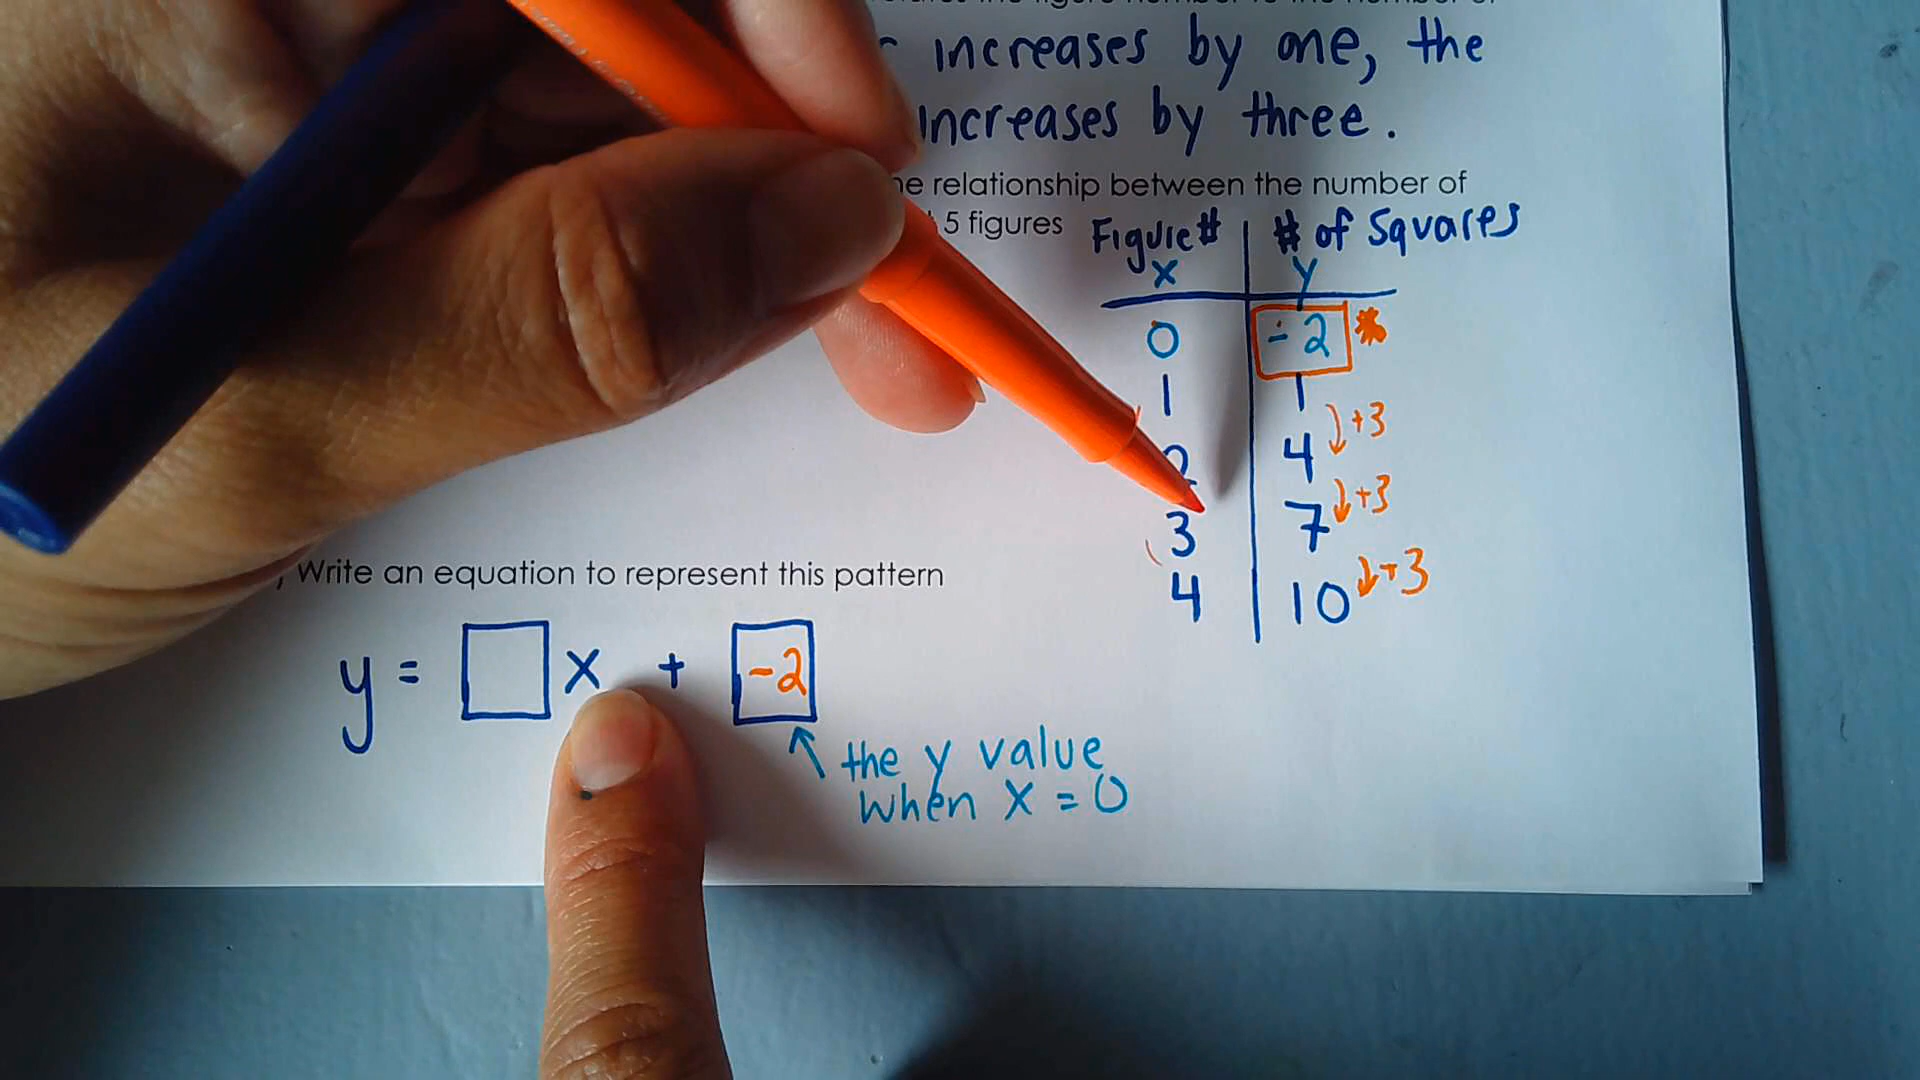 increases by one, the
increases by three.
relationship between the number of
5 figures
Figure # # of Squares
x y
0 -2 *
1 1
+3
2 4
+3
3 7
+3
4 10
Write an equation to represent this pattern
y = x + -2
the y value
when x = 0